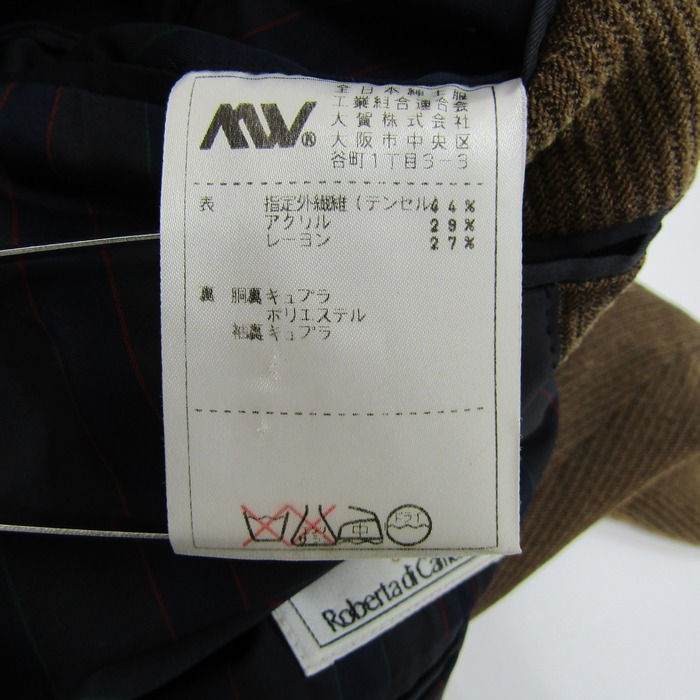 MW®
全日本紳士服
工業組合連合会
大賀株式会社
大阪市中央区
谷町1丁目3-3
表 指定外繊維(テンセル44%
アクリル 29%
レーヨン 27%
裏 胴裏キュプラ
ポリエステル
袖裏キュプラ
中
ドライ
Roberta di Came